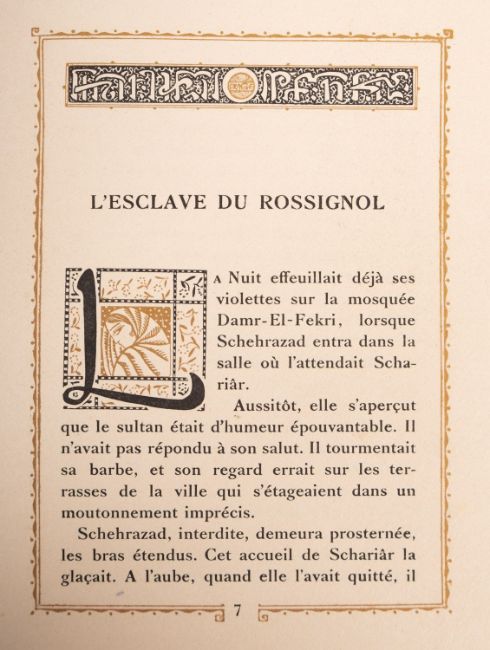 L'ESCLAVE DU ROSSIGNOL
LA Nuit effeuillait déjà ses
violettes sur la mosquée
Damr-El-Fekri, lorsque
Schehrazad entra dans la
salle où l'attendait Scha-
riâr.
Aussitôt, elle s'aperçut
que le sultan était d'humeur épouvantable. Il
n'avait pas répondu à son salut. Il tourmentait
sa barbe, et son regard errait sur les ter-
rasses de la ville qui s'étageaient dans un
moutonnement imprécis.
Schehrazad, interdite, demeura prosternée,
les bras étendus. Cet accueil de Schariâr la
glaçait. A l'aube, quand elle l'avait quitté, il
7